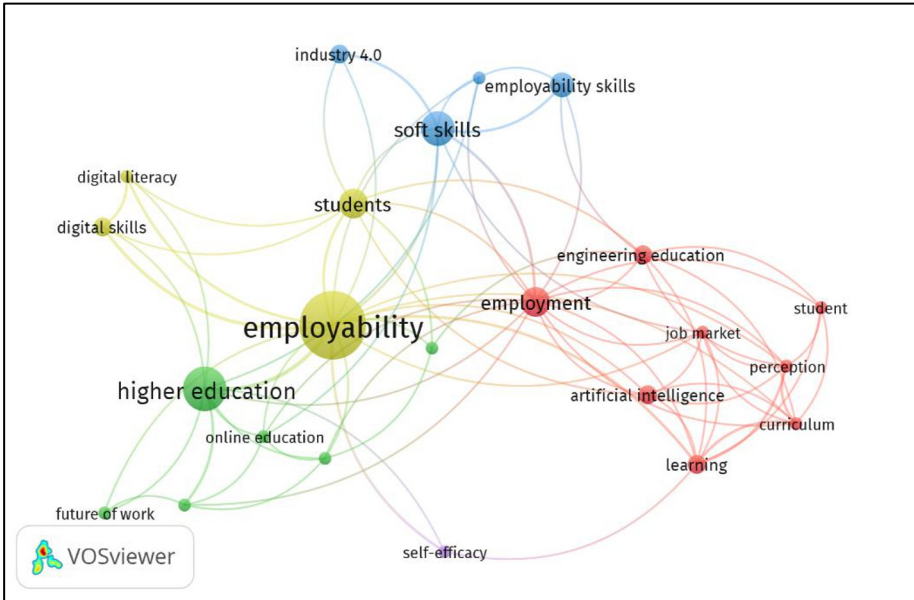 industry 4.0
employability skills
soft skills
digital literacy
students
digital skills
engineering education
employment
student
employability
job market
perception
higher education
artificial intelligence
curriculum
online education
learning
future of work
self-efficacy
VOSviewer